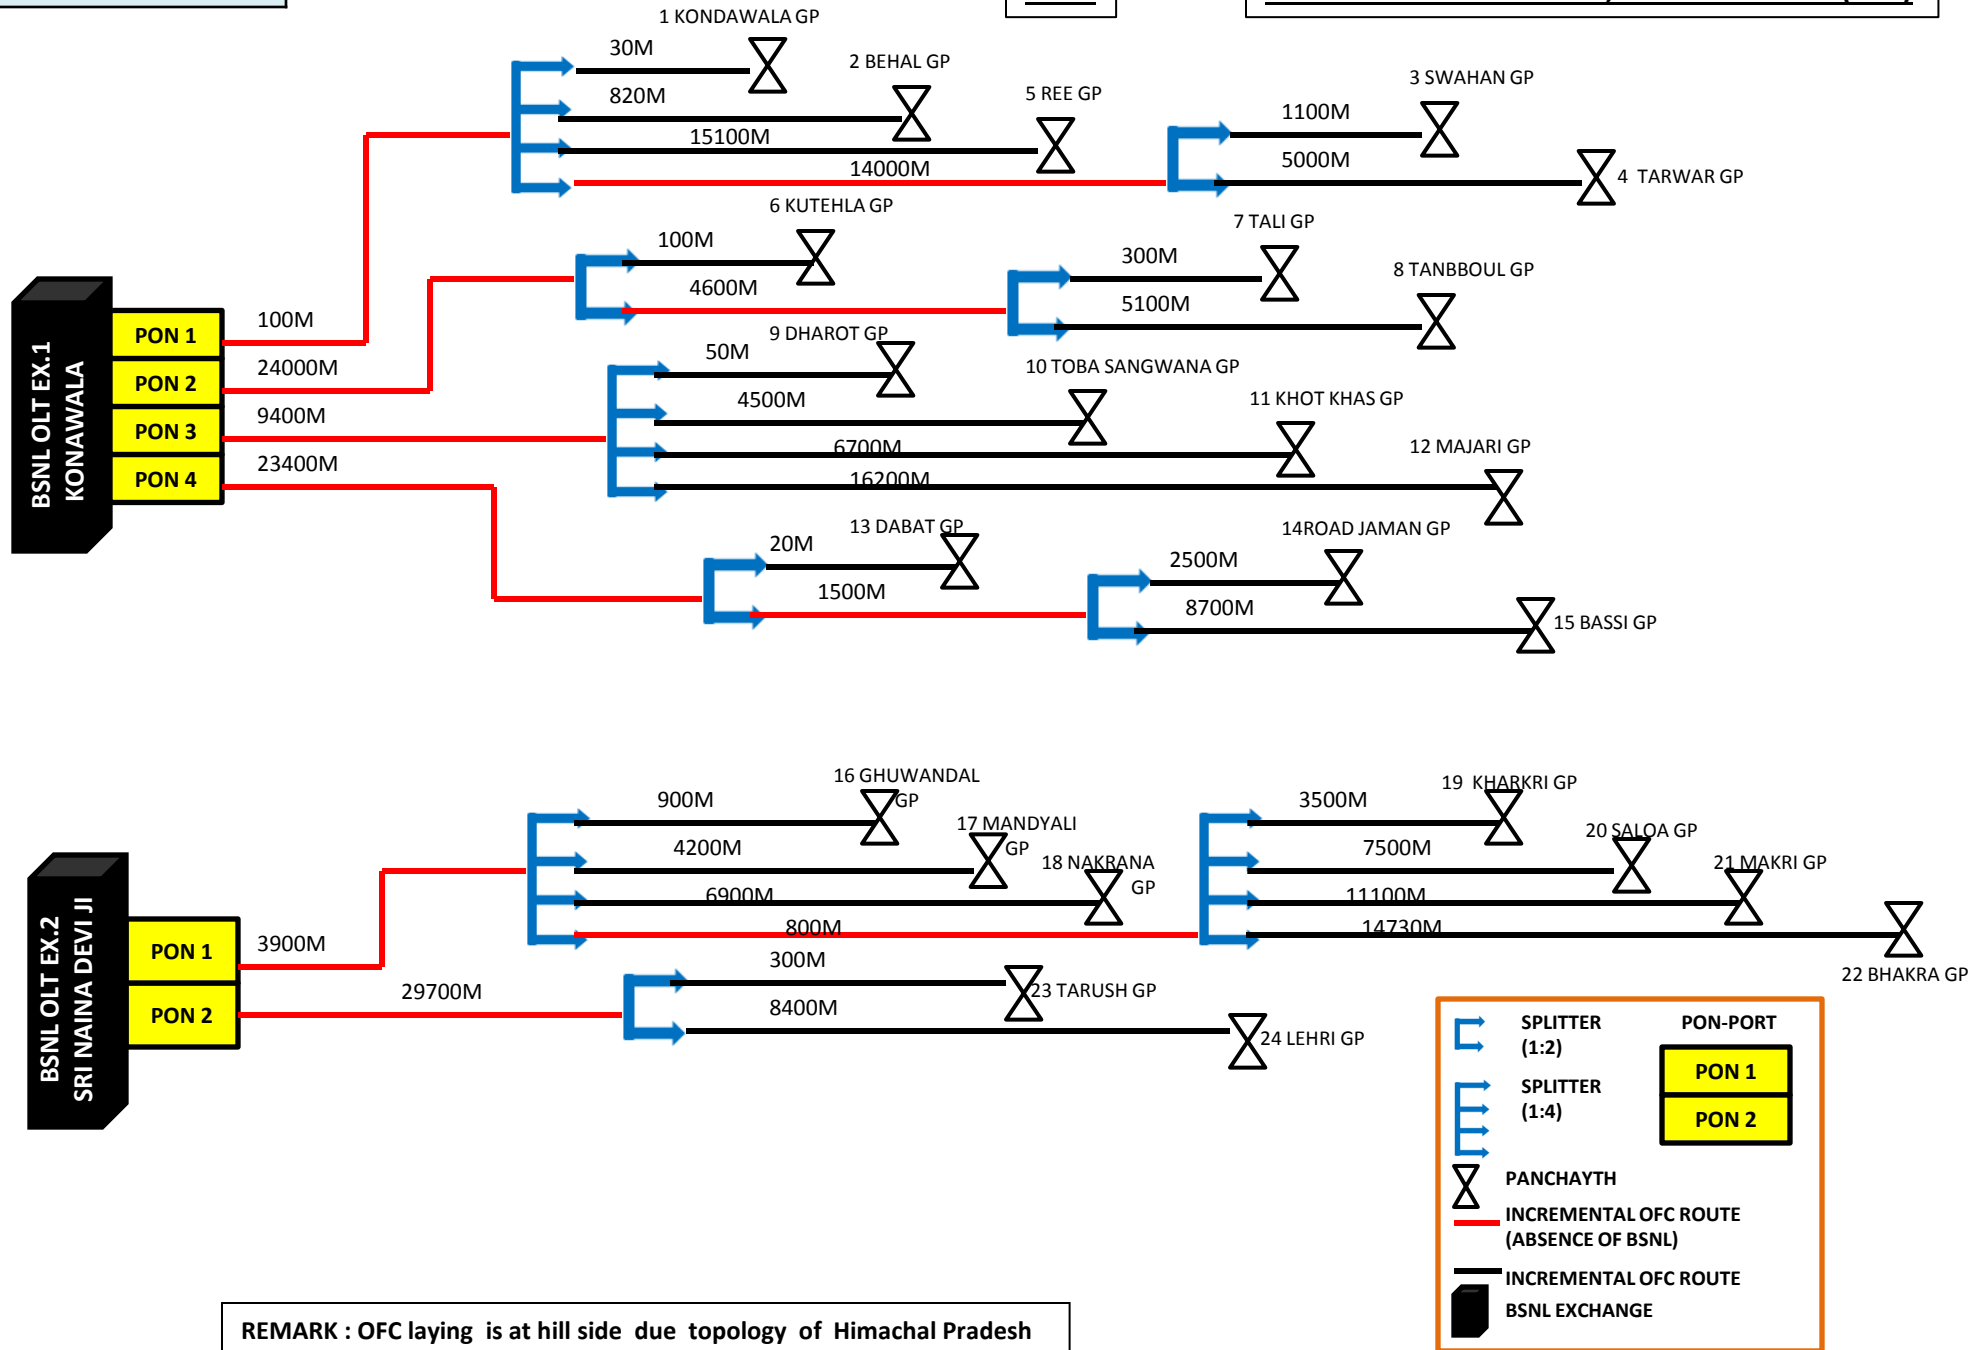 1 KONDAWALA GP
30M
2 BEHAL GP
820M
5 REE GP
15100M
14000M
3 SWAHAN GP
1100M
5000M
4 TARWAR GP
6 KUTEHLA GP
100M
4600M
7 TALI GP
300M
8 TANBBOUL GP
5100M
BSNL OLT EX.1
KONAWALA
PON 1
PON 2
PON 3
PON 4
100M
24000M
9400M
23400M
9 DHAROT GP
50M
10 TOBA SANGWANA GP
4500M
11 KHOT KHAS GP
6700M
12 MAJARI GP
16200M
13 DABAT GP
20M
1500M
14ROAD JAMAN GP
2500M
8700M
15 BASSI GP
BSNL OLT EX.2
SRI NAINA DEVI JI
PON 1
PON 2
3900M
29700M
16 GHUWANDAL
GP
900M
17 MANDYALI
GP
4200M
18 NAKRANA
GP
6900M
800M
19 KHARKRI GP
3500M
20 SALOA GP
7500M
21 MAKRI GP
11100M
14730M
22 BHAKRA GP
300M
23 TARUSH GP
8400M
24 LEHRI GP
SPLITTER
(1:2)
PON-PORT
PON 1
PON 2
SPLITTER
(1:4)
PANCHAYTH
INCREMENTAL OFC ROUTE
(ABSENCE OF BSNL)
INCREMENTAL OFC ROUTE
BSNL EXCHANGE
REMARK : OFC laying is at hill side due topology of Himachal Pradesh